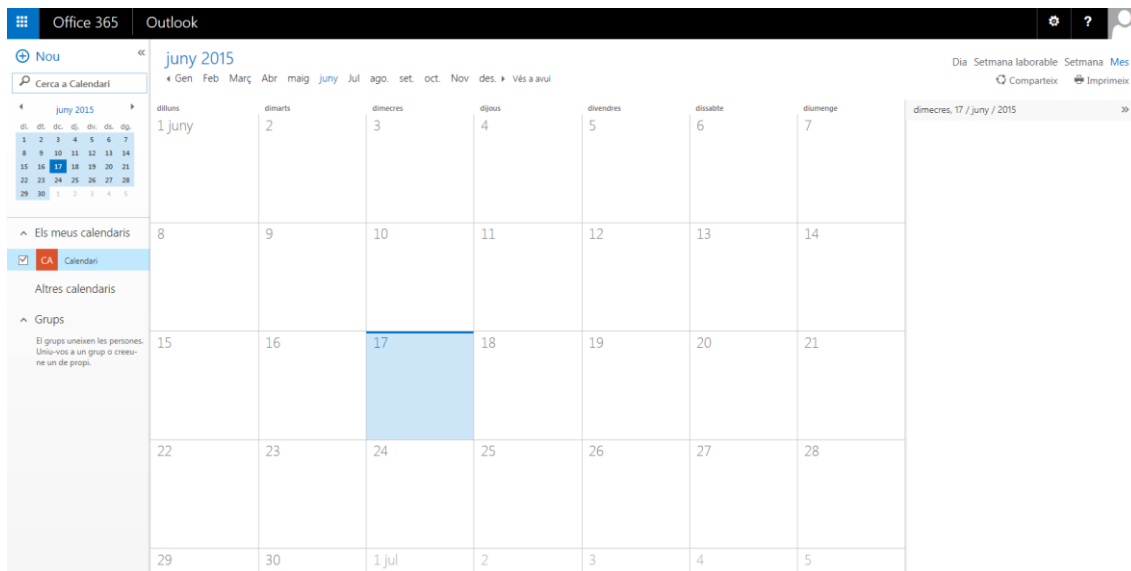 Office 365 Outlook ?
Nou «
Cerca a Calendari
juny 2015
dl. dt. dc. dj. dv. ds. dg.
1 2 3 4 5 6 7
8 9 10 11 12 13 14
15 16 17 18 19 20 21
22 23 24 25 26 27 28
29 30 1 2 3 4 5
Els meus calendaris
CA Calendari
Altres calendaris
Grups
El grups uneixen les persones.
Uniu-vos a un grup o creeu-
ne un de propi.
juny 2015
Gen Feb Març Abr maig juny Jul ago. set. oct. Nov des. Vés a avui
Dia Setmana laborable Setmana Mes
Comparteix Imprimeix
dilluns dimarts dimecres dijous divendres dissabte diumenge
1 juny 2 3 4 5 6 7
8 9 10 11 12 13 14
15 16 17 18 19 20 21
22 23 24 25 26 27 28
29 30 1 jul 2 3 4 5
dimecres, 17 / juny / 2015 »